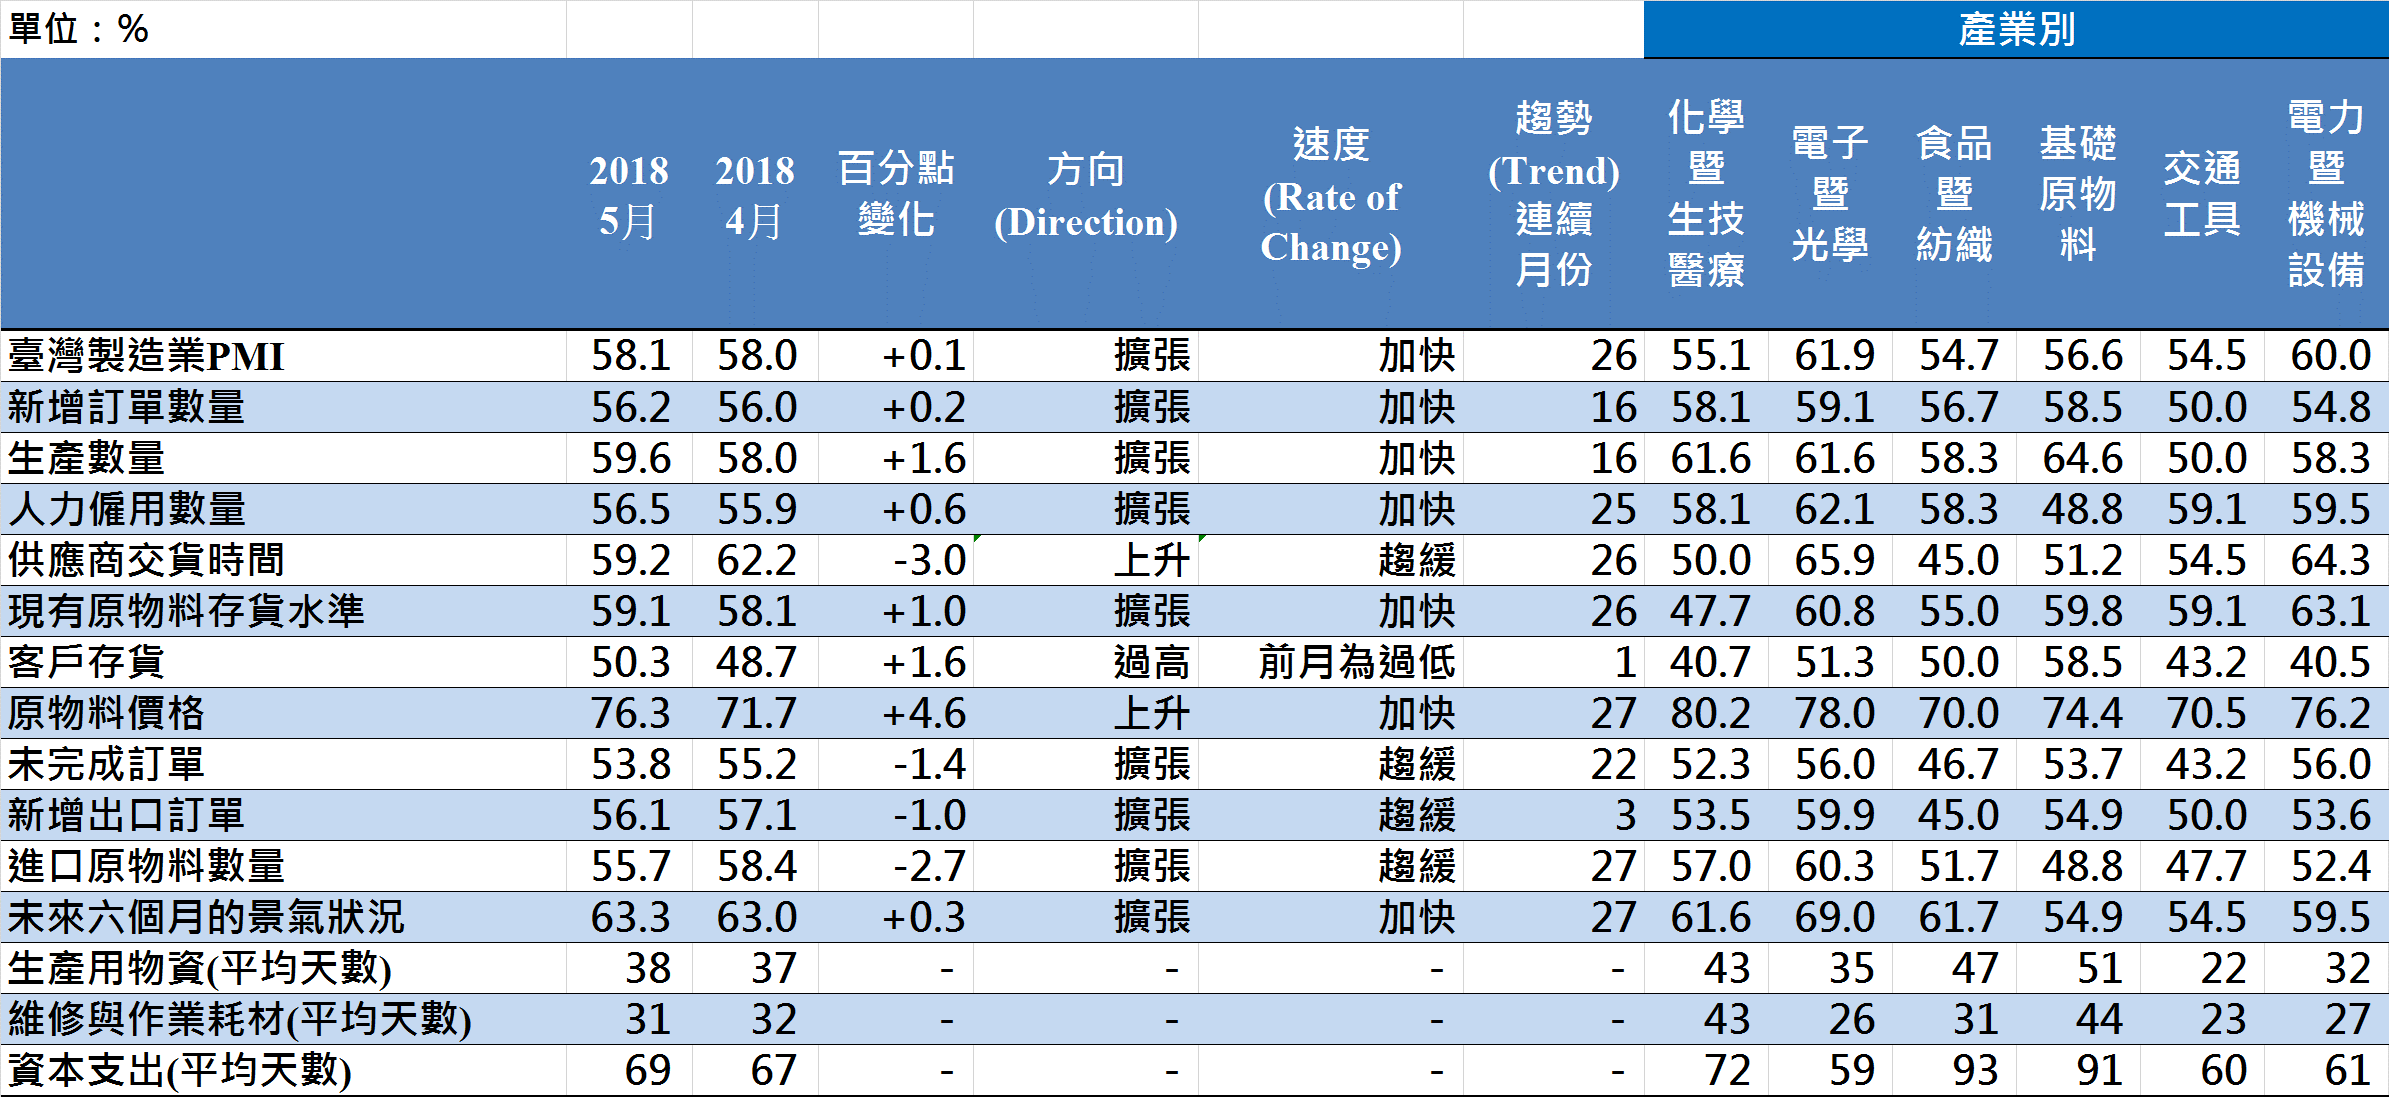 單位：% 產業別
2018 5月 2018 4月 百分點變化 方向 (Direction) 速度 (Rate of Change) 趨勢 (Trend) 連續月份 化學暨生技醫療 電子暨光學 食品暨紡織 基礎原物料 交通工具 電力暨機械設備
臺灣製造業PMI 58.1 58.0 +0.1 擴張 加快 26 55.1 61.9 54.7 56.6 54.5 60.0
新增訂單數量 56.2 56.0 +0.2 擴張 加快 16 58.1 59.1 56.7 58.5 50.0 54.8
生產數量 59.6 58.0 +1.6 擴張 加快 16 61.6 61.6 58.3 64.6 50.0 58.3
人力僱用數量 56.5 55.9 +0.6 擴張 加快 25 58.1 62.1 58.3 48.8 59.1 59.5
供應商交貨時間 59.2 62.2 -3.0 上升 趨緩 26 50.0 65.9 45.0 51.2 54.5 64.3
現有原物料存貨水準 59.1 58.1 +1.0 擴張 加快 26 47.7 60.8 55.0 59.8 59.1 63.1
客戶存貨 50.3 48.7 +1.6 過高 前月為過低 1 40.7 51.3 50.0 58.5 43.2 40.5
原物料價格 76.3 71.7 +4.6 上升 加快 27 80.2 78.0 70.0 74.4 70.5 76.2
未完成訂單 53.8 55.2 -1.4 擴張 趨緩 22 52.3 56.0 46.7 53.7 43.2 56.0
新增出口訂單 56.1 57.1 -1.0 擴張 趨緩 3 53.5 59.9 45.0 54.9 50.0 53.6
進口原物料數量 55.7 58.4 -2.7 擴張 趨緩 27 57.0 60.3 51.7 48.8 47.7 52.4
未來六個月的景氣狀況 63.3 63.0 +0.3 擴張 加快 27 61.6 69.0 61.7 54.9 54.5 59.5
生產用物資(平均天數) 38 37 - - - - 43 35 47 51 22 32
維修與作業耗材(平均天數) 31 32 - - - - 43 26 31 44 23 27
資本支出(平均天數) 69 67 - - - - 72 59 93 91 60 61